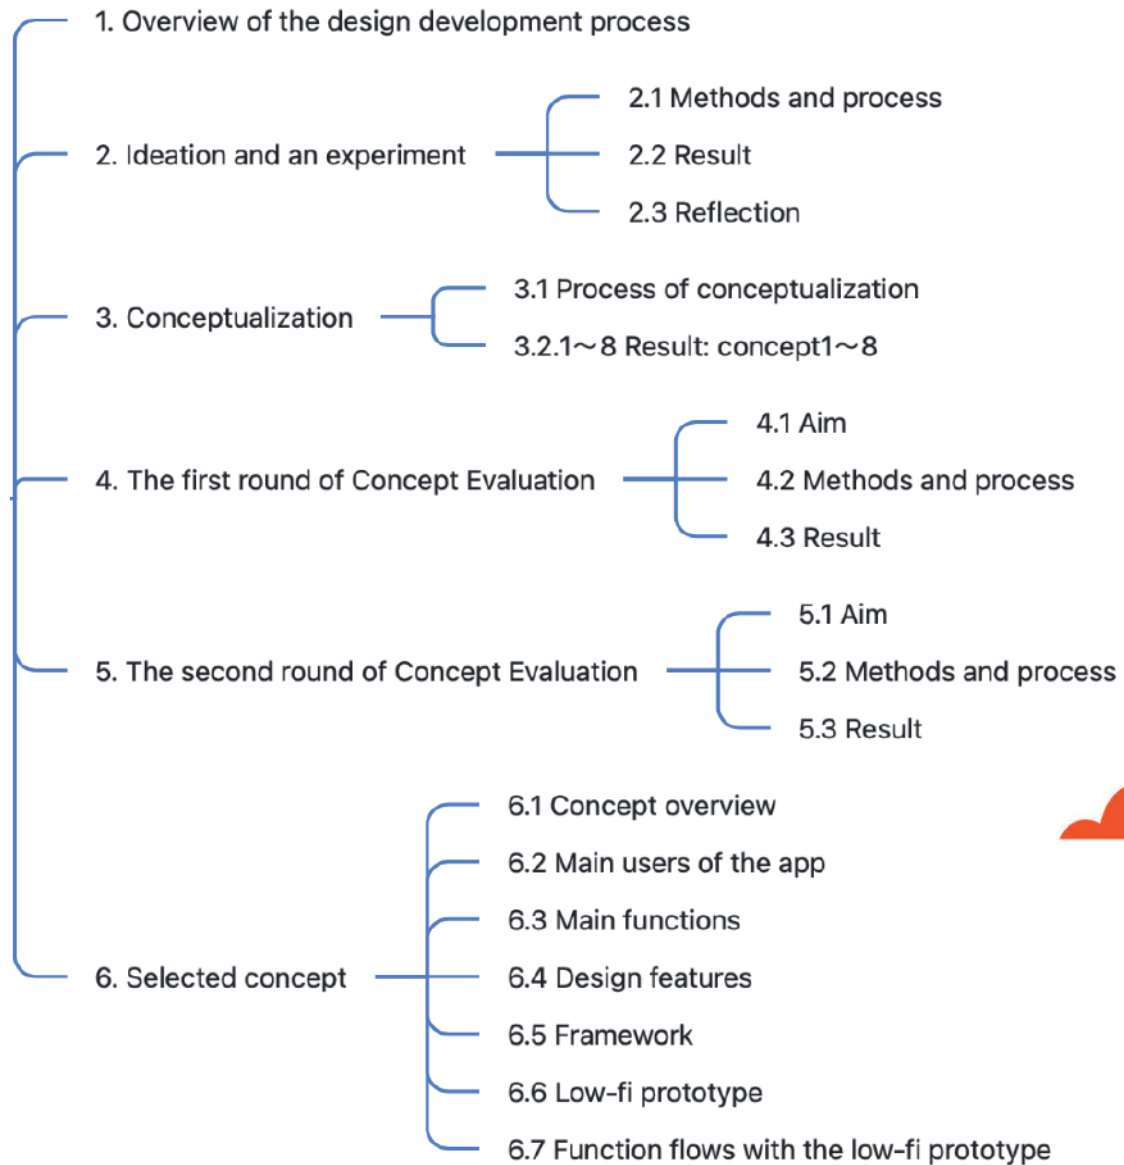 1. Overview of the design development process
2. Ideation and an experiment
2.1 Methods and process
2.2 Result
2.3 Reflection
3. Conceptualization
3.1 Process of conceptualization
3.2.1～8 Result: concept1～8
4. The first round of Concept Evaluation
4.1 Aim
4.2 Methods and process
4.3 Result
5. The second round of Concept Evaluation
5.1 Aim
5.2 Methods and process
5.3 Result
6. Selected concept
6.1 Concept overview
6.2 Main users of the app
6.3 Main functions
6.4 Design features
6.5 Framework
6.6 Low-fi prototype
6.7 Function flows with the low-fi prototype